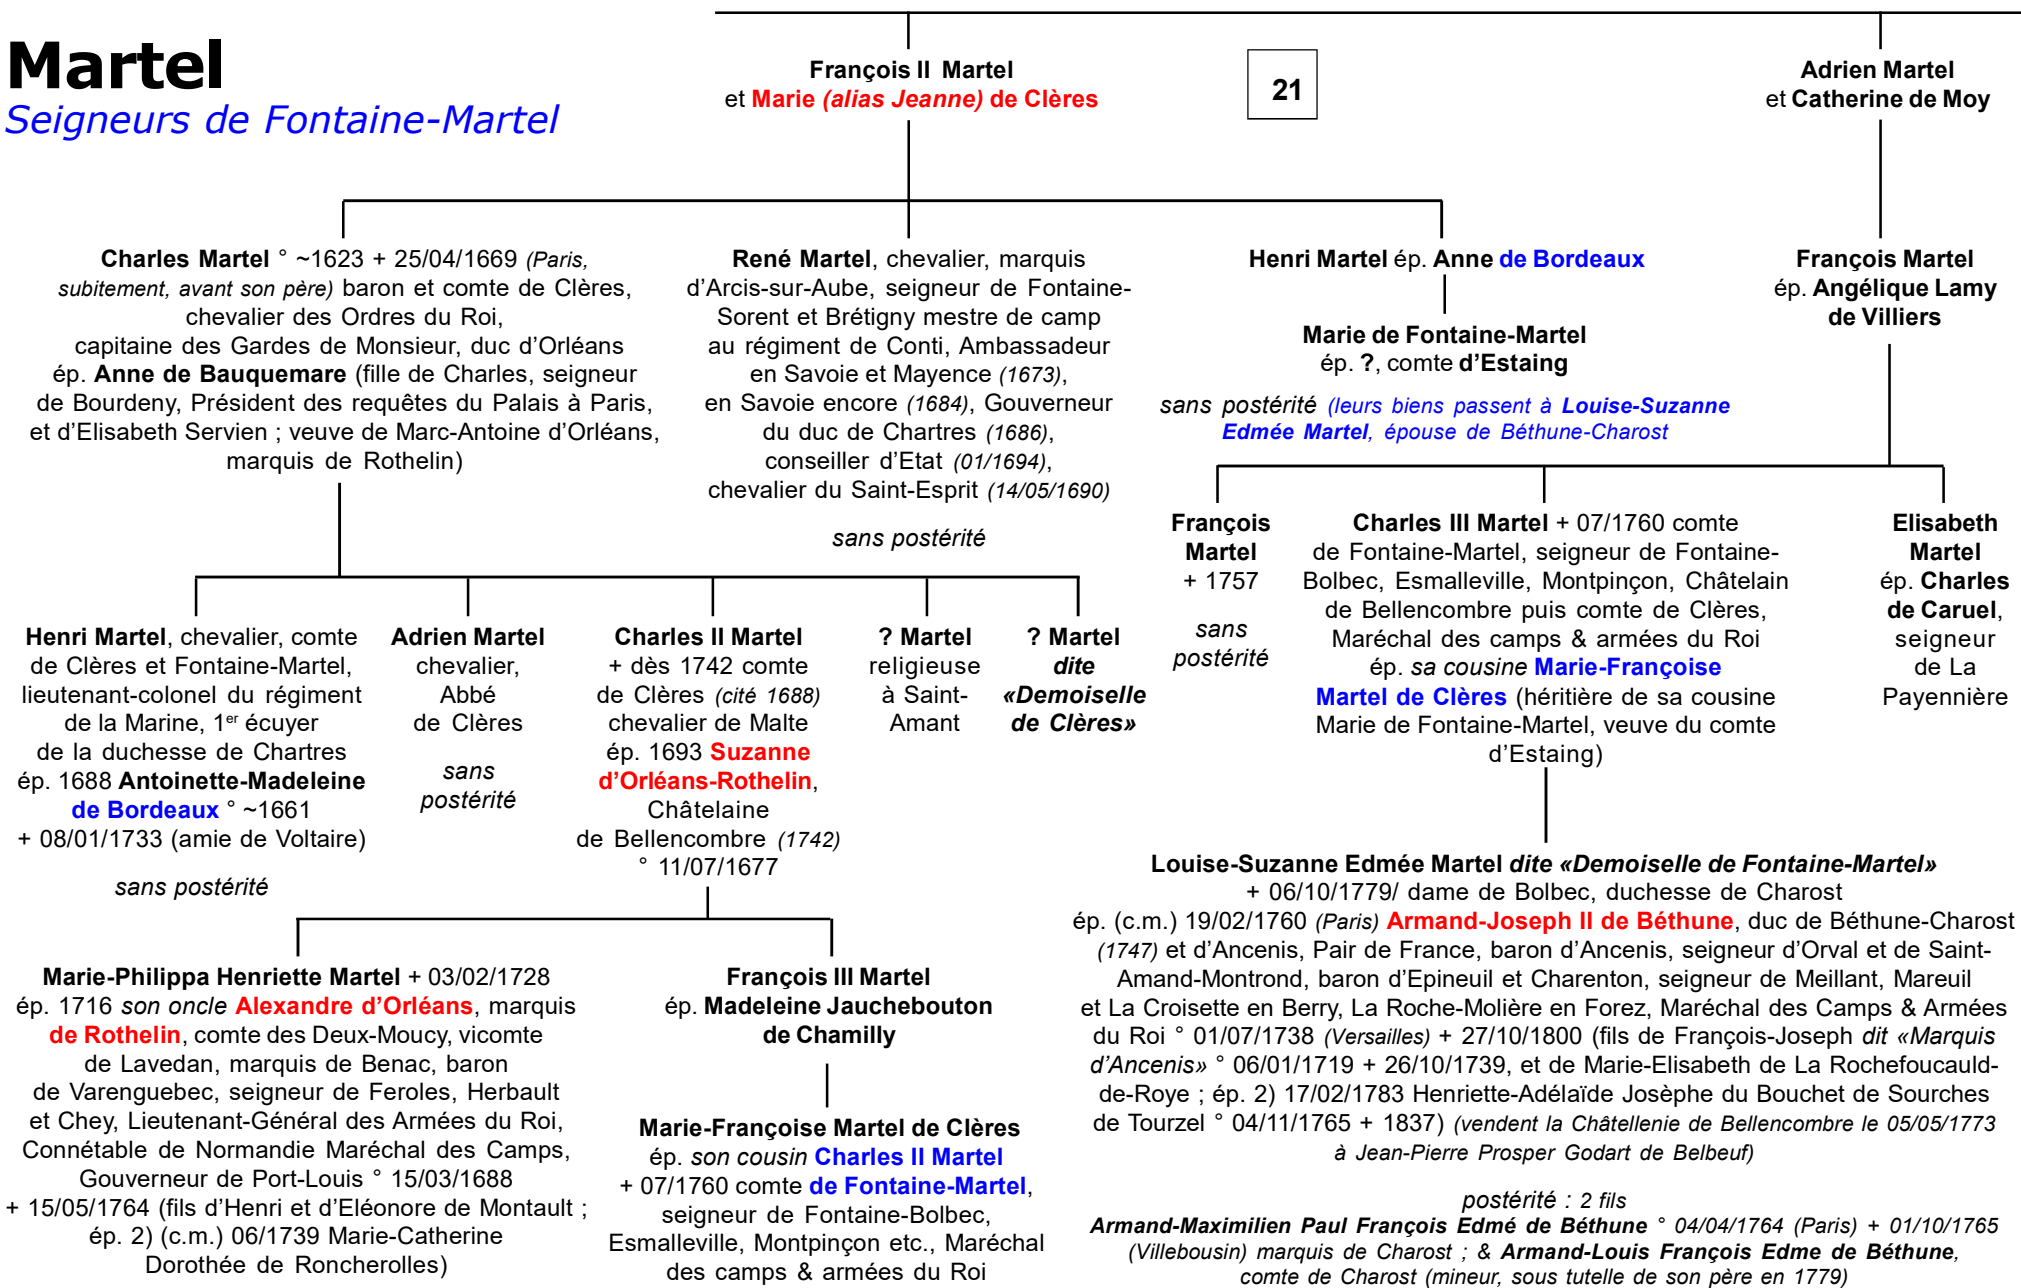 Martel
Seigneurs de Fontaine-Martel
François II Martel
et Marie (alias Jeanne) de Clères
21
Adrien Martel
et Catherine de Moy
Charles Martel ° ~1623 + 25/04/1669 (Paris,
subitement, avant son père) baron et comte de Clères,
chevalier des Ordres du Roi,
capitaine des Gardes de Monsieur, duc d'Orléans
ép. Anne de Bauquemare (fille de Charles, seigneur
de Bourdeny, Président des requêtes du Palais à Paris,
et d'Elisabeth Servien ; veuve de Marc-Antoine d'Orléans,
marquis de Rothelin)
René Martel, chevalier, marquis
d'Arcis-sur-Aube, seigneur de Fontaine-
Sorent et Brétigny mestre de camp
au régiment de Conti, Ambassadeur
en Savoie et Mayence (1673),
en Savoie encore (1684), Gouverneur
du duc de Chartres (1686),
conseiller d'Etat (01/1694),
chevalier du Saint-Esprit (14/05/1690)
sans postérité
Henri Martel ép. Anne de Bordeaux
Marie de Fontaine-Martel
ép. ?, comte d'Estaing
sans postérité (leurs biens passent à Louise-Suzanne
Edmée Martel, épouse de Béthune-Charost
François Martel
ép. Angélique Lamy
de Villiers
François
Martel
+ 1757
sans
postérité
Charles III Martel + 07/1760 comte
de Fontaine-Martel, seigneur de Fontaine-
Bolbec, Esmalleville, Montpinçon, Châtelain
de Bellencombre puis comte de Clères,
Maréchal des camps & armées du Roi
ép. sa cousine Marie-Françoise
Martel de Clères (héritière de sa cousine
Marie de Fontaine-Martel, veuve du comte
d'Estaing)
Elisabeth
Martel
ép. Charles
de Caruel,
seigneur
de La
Payennière
Henri Martel, chevalier, comte
de Clères et Fontaine-Martel,
lieutenant-colonel du régiment
de la Marine, 1er écuyer
de la duchesse de Chartres
ép. 1688 Antoinette-Madeleine
de Bordeaux ° ~1661
+ 08/01/1733 (amie de Voltaire)
sans postérité
Adrien Martel
chevalier,
Abbé
de Clères
sans
postérité
Charles II Martel
+ dès 1742 comte
de Clères (cité 1688)
chevalier de Malte
ép. 1693 Suzanne
d'Orléans-Rothelin,
Châtelaine
de Bellencombre (1742)
° 11/07/1677
? Martel
religieuse
à Saint-
Amant
? Martel
dite
«Demoiselle
de Clères»
Marie-Philippa Henriette Martel + 03/02/1728
ép. 1716 son oncle Alexandre d'Orléans, marquis
de Rothelin, comte des Deux-Moucy, vicomte
de Lavedan, marquis de Benac, baron
de Varenguebec, seigneur de Feroles, Herbault
et Chey, Lieutenant-Général des Armées du Roi,
Connétable de Normandie Maréchal des Camps,
Gouverneur de Port-Louis ° 15/03/1688
+ 15/05/1764 (fils d'Henri et d'Eléonore de Montault ;
ép. 2) (c.m.) 06/1739 Marie-Catherine
Dorothée de Roncherolles)
François III Martel
ép. Madeleine Jauchebouton
de Chamilly
Marie-Françoise Martel de Clères
ép. son cousin Charles II Martel
+ 07/1760 comte de Fontaine-Martel,
seigneur de Fontaine-Bolbec,
Esmalleville, Montpinçon etc., Maréchal
des camps & armées du Roi
Louise-Suzanne Edmée Martel dite «Demoiselle de Fontaine-Martel»
+ 06/10/1779/ dame de Bolbec, duchesse de Charost
ép. (c.m.) 19/02/1760 (Paris) Armand-Joseph II de Béthune, duc de Béthune-Charost
(1747) et d'Ancenis, Pair de France, baron d'Ancenis, seigneur d'Orval et de Saint-
Amand-Montrond, baron d'Epineuil et Charenton, seigneur de Meillant, Mareuil
et La Croisette en Berry, La Roche-Molière en Forez, Maréchal des Camps & Armées
du Roi ° 01/07/1738 (Versailles) + 27/10/1800 (fils de François-Joseph dit «Marquis
d'Ancenis» ° 06/01/1719 + 26/10/1739, et de Marie-Elisabeth de La Rochefoucauld-
de-Roye ; ép. 2) 17/02/1783 Henriette-Adélaïde Josèphe du Bouchet de Sourches
de Tourzel ° 04/11/1765 + 1837) (vendent la Châtellenie de Bellencombre le 05/05/1773
à Jean-Pierre Prosper Godart de Belbeuf)
postérité : 2 fils
Armand-Maximilien Paul François Edmé de Béthune ° 04/04/1764 (Paris) + 01/10/1765
(Villebousin) marquis de Charost ; & Armand-Louis François Edme de Béthune,
comte de Charost (mineur, sous tutelle de son père en 1779)